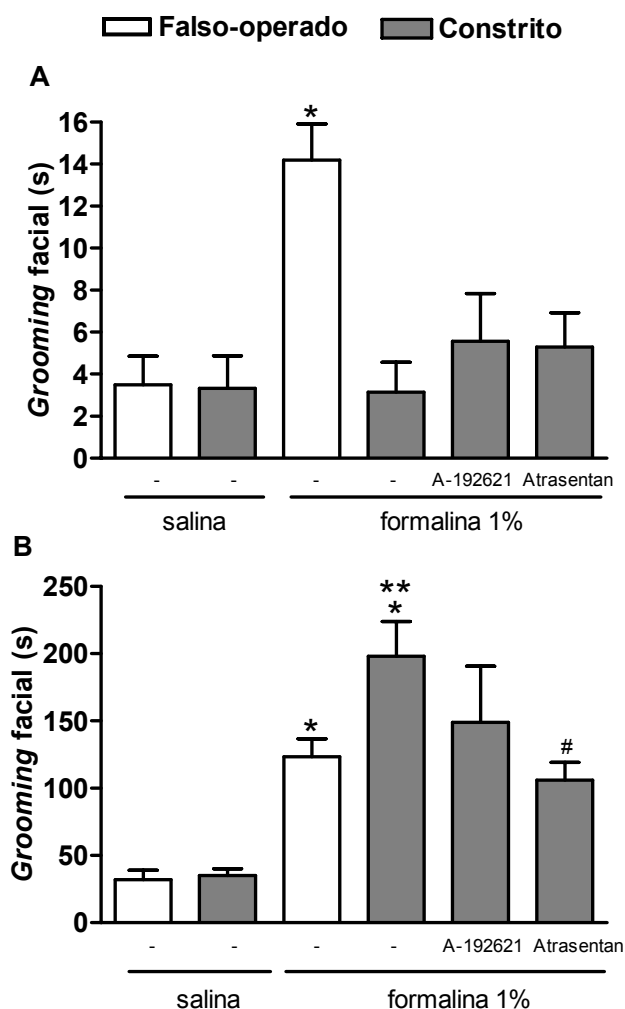 Falso-operado Constrito
A
Grooming facial (s)
16
14
12
10
8
6
4
2
0
*
- - - - A-192621 Atrasentan
salina formalina 1%
B
Grooming facial (s)
250
200
150
100
50
0
*
**
*
#
- - - - A-192621 Atrasentan
salina formalina 1%